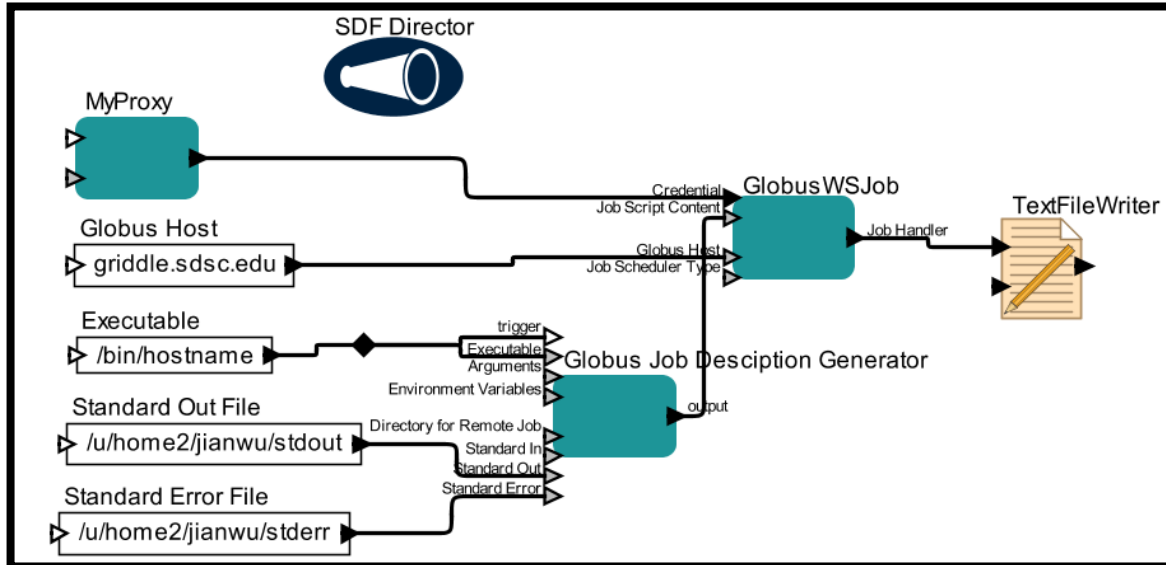 SDF Director
MyProxy
Credential
GlobusWSJob
Job Script Content
TextFileWriter
Globus Host
Job Handler
griddle.sdsc.edu
Globus Host
Job Scheduler Type
Executable
trigger
/bin/hostname
Executable
Arguments
Globus Job Desciption Generator
Environment Variables
Standard Out File
output
Directory for Remote Job
/u/home2/jianwu/stdout
Standard In
Standard Out
Standard Error File
Standard Error
/u/home2/jianwu/stderr